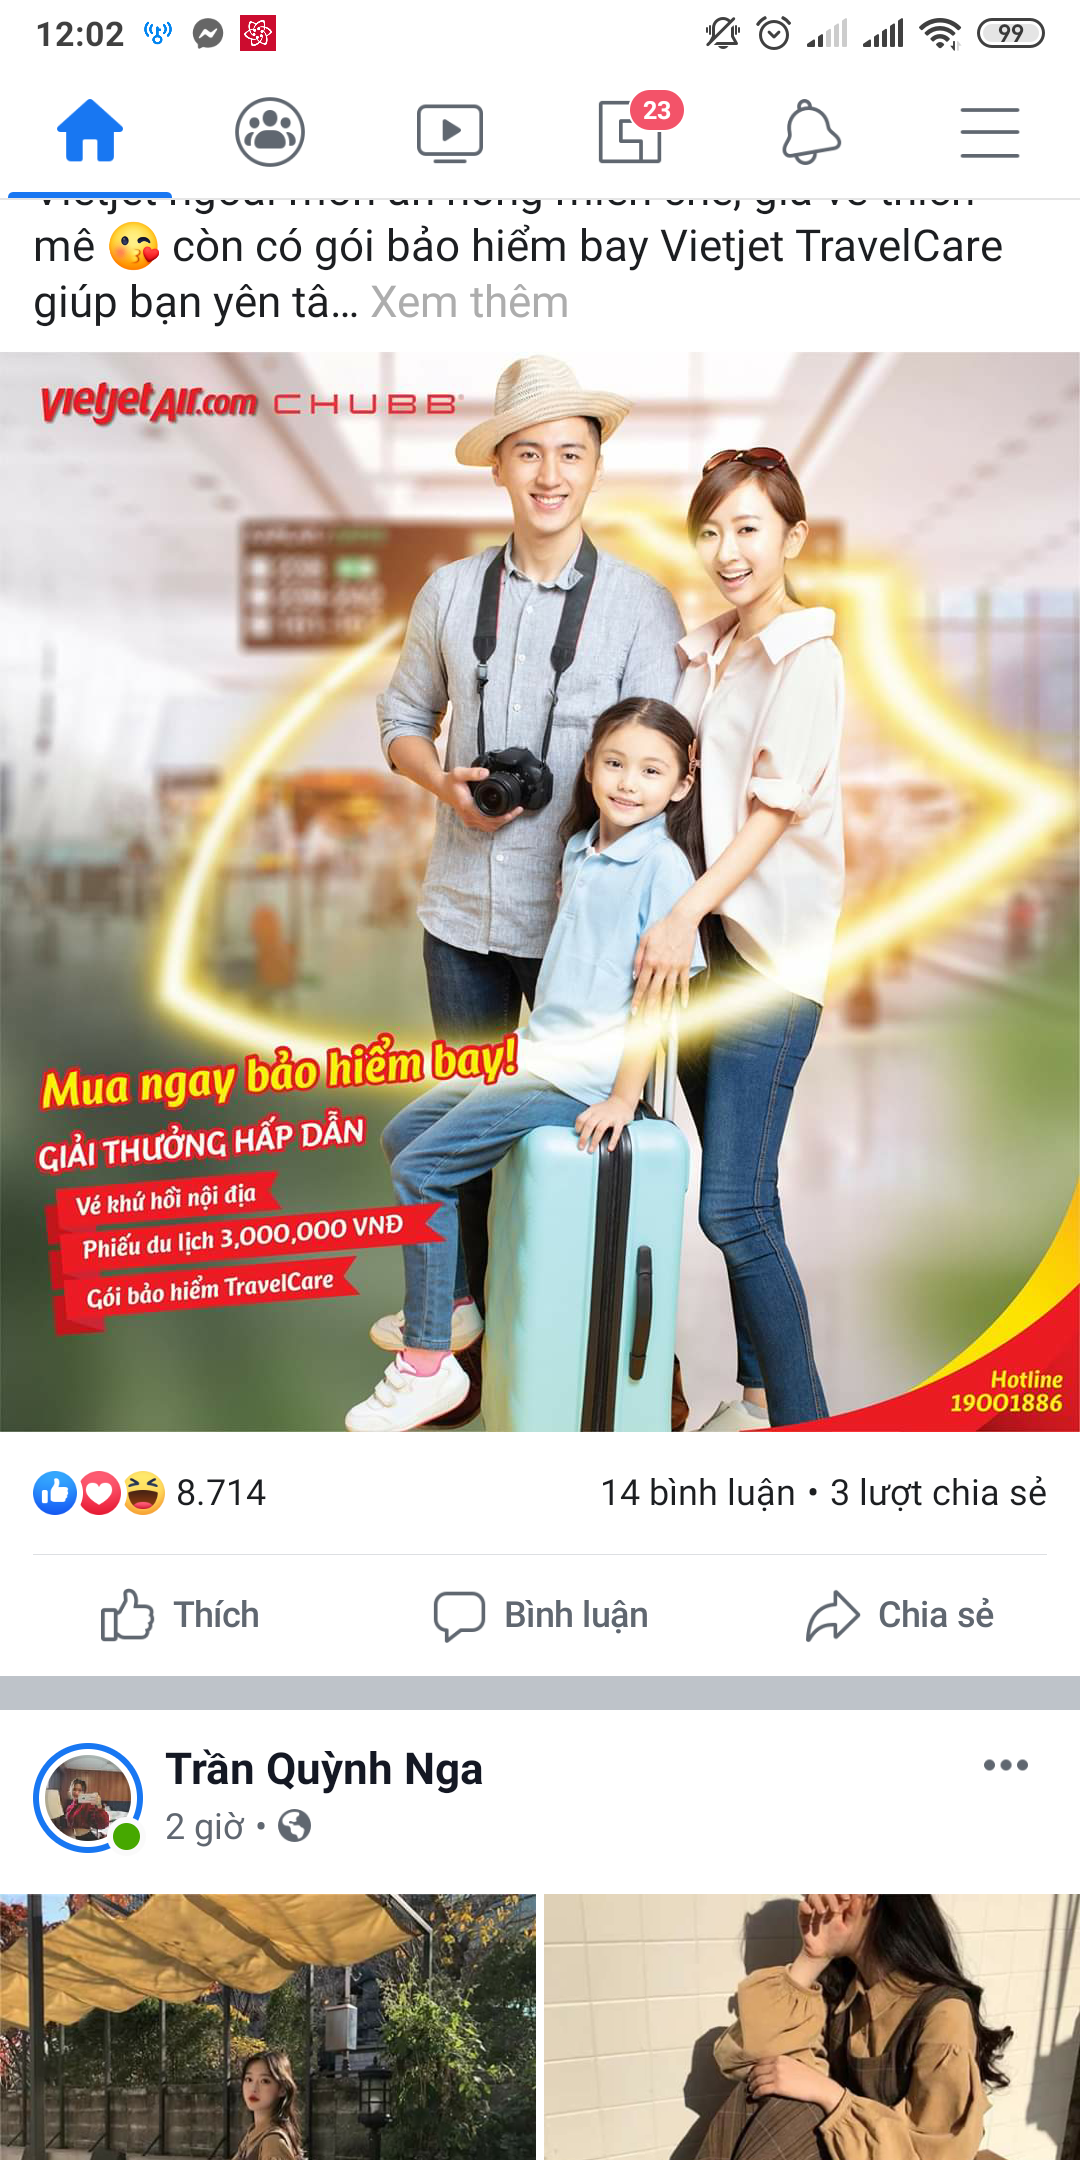 12:02
99
23
mê 😘 còn có gói bảo hiểm bay Vietjet TravelCare
giúp bạn yên tâ... Xem thêm
vietjetAir.com CHUBB
Mua ngay bảo hiểm bay!
GIẢI THƯỞNG HẤP DẪN
Vé khứ hồi nội địa
Phiếu du lịch 3,000,000 VNĐ
Gói bảo hiểm TravelCare
Hotline
19001886
8.714
14 bình luận • 3 lượt chia sẻ
Thích
Bình luận
Chia sẻ
Trần Quỳnh Nga
2 giờ •